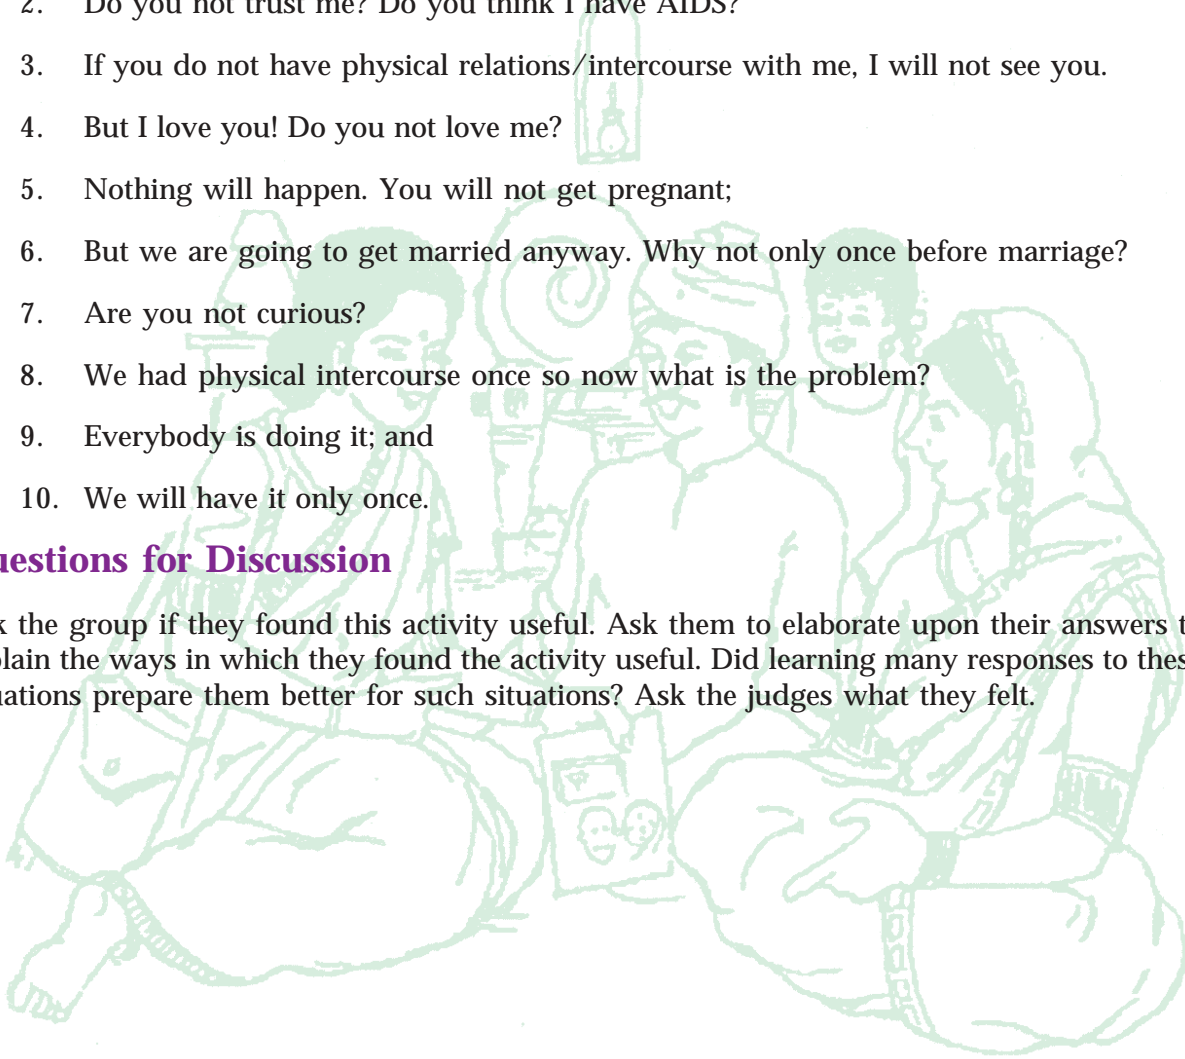 2. Do you not trust me? Do you think I have AIDS?
3. If you do not have physical relations/intercourse with me, I will not see you.
4. But I love you! Do you not love me?
5. Nothing will happen. You will not get pregnant;
6. But we are going to get married anyway. Why not only once before marriage?
7. Are you not curious?
8. We had physical intercourse once so now what is the problem?
9. Everybody is doing it; and
10. We will have it only once.
uestions for Discussion
k the group if they found this activity useful. Ask them to elaborate upon their answers t
plain the ways in which they found the activity useful. Did learning many responses to thes
uations prepare them better for such situations? Ask the judges what they felt.